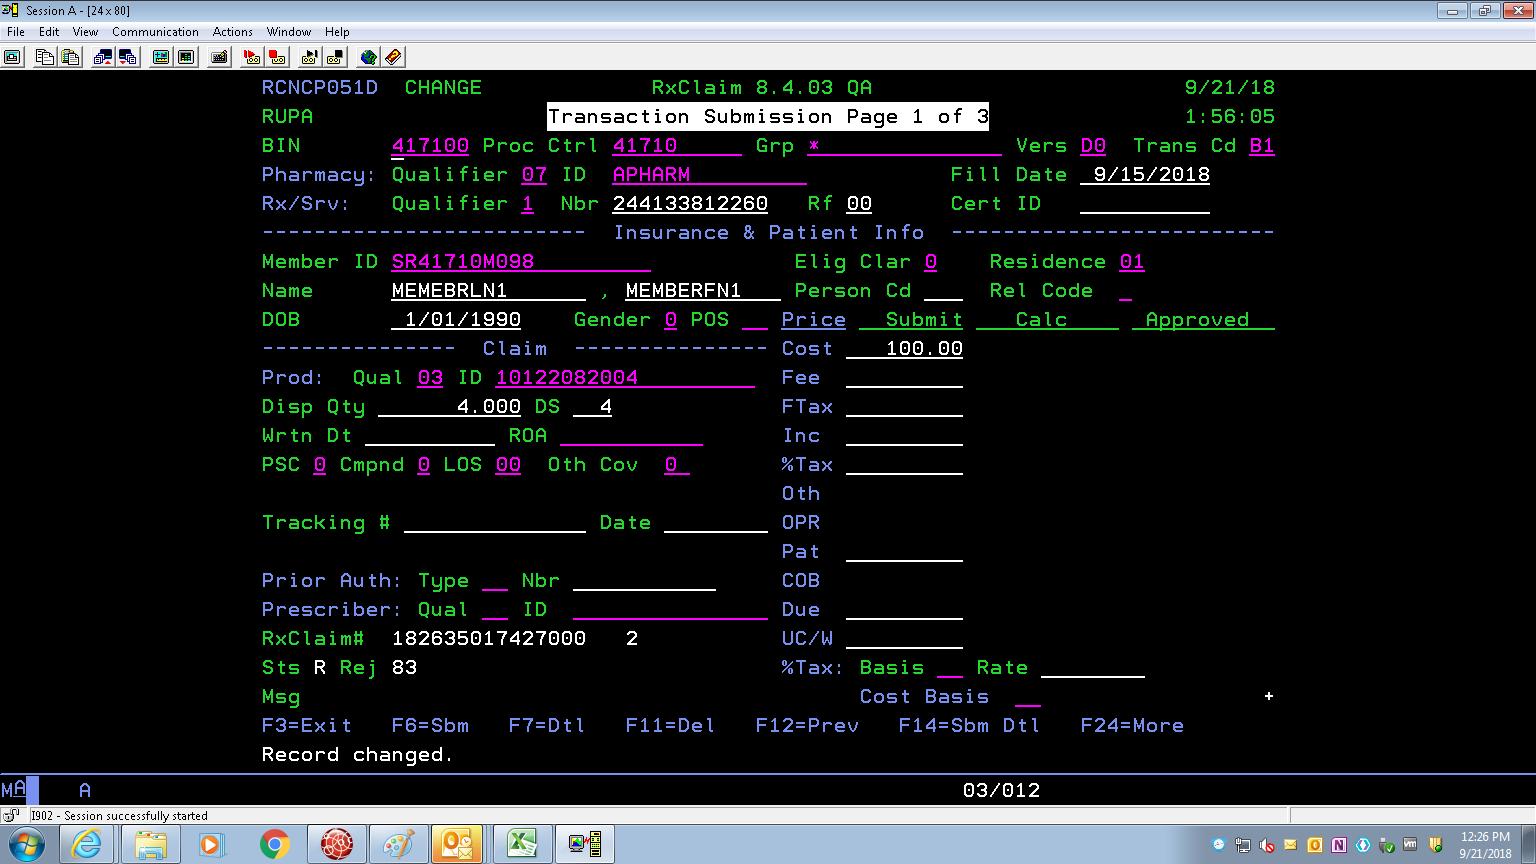 Session A - [24 x 80]
File Edit View Communication Actions Window Help
RCNCP051D CHANGE RxClaim 8.4.03 QA 9/21/18
RUPA Transaction Submission Page 1 of 3 1:56:05
BIN 417100 Proc Ctrl 41710 Grp * Vers D0 Trans Cd B1
Pharmacy: Qualifier 07 ID APHARM Fill Date 9/15/2018
Rx/Srv: Qualifier 1 Nbr 244133812260 Rf 00 Cert ID
------------------------- Insurance & Patient Info -------------------------
Member ID SR41710M098 Elig Clar 0 Residence 01
Name MEMEBRLN1 , MEMBERFN1 Person Cd Rel Code
DOB 1/01/1990 Gender 0 POS Price Submit Calc Approved
--------------- Claim --------------- Cost 100.00
Prod: Qual 03 ID 10122082004 Fee
Disp Qty 4.000 DS 4 FTax
Wrtn Dt ROA Inc
PSC 0 Cmpnd 0 LOS 00 Oth Cov 0 %Tax
Oth
Tracking # Date OPR
Pat
Prior Auth: Type Nbr COB
Prescriber: Qual ID Due
RxClaim# 182635017427000 2 UC/W
Sts R Rej 83 %Tax: Basis Rate
Msg Cost Basis +
F3=Exit F6=Sbm F7=Dtl F11=Del F12=Prev F14=Sbm Dtl F24=More
Record changed.
MA A 03/012
I902 - Session successfully started
12:26 PM
9/21/2018